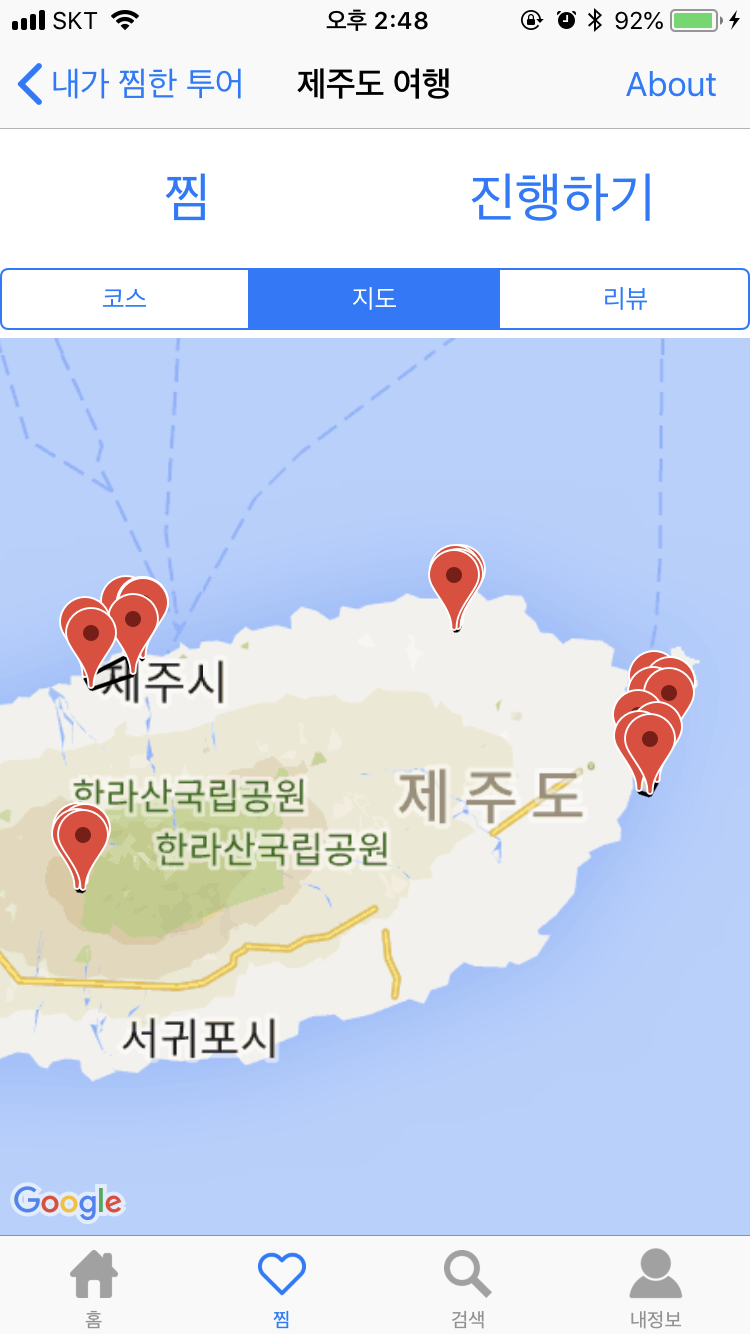 SKT 오후 2:48 92%
내가 찜한 투어 제주도 여행 About
찜 진행하기
코스 지도 리뷰
제주시
한라산국립공원
제주도
한라산국립공원
서귀포시
Google
홈 찜 검색 내정보